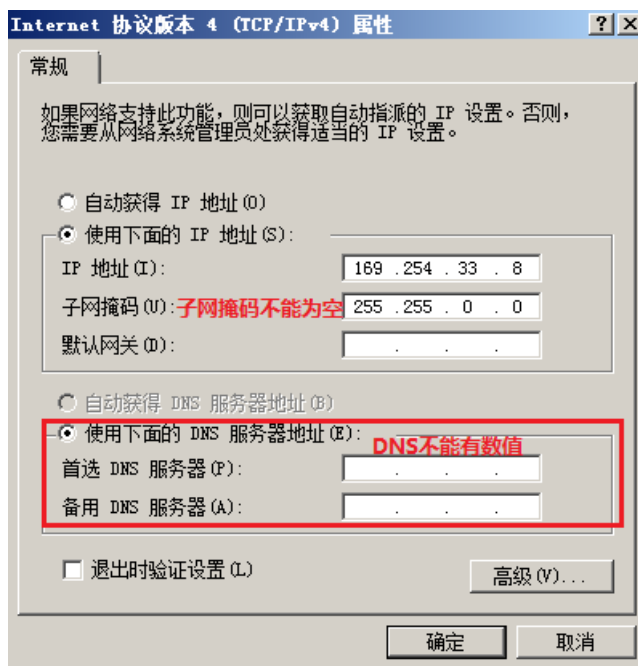 Internet 协议版本 4 (TCP/IPv4) 属性
常规
如果网络支持此功能，则可以获取自动指派的 IP 设置。否则，
您需要从网络系统管理员处获得适当的 IP 设置。
自动获得 IP 地址(O)
使用下面的 IP 地址(S):
IP 地址(I): 169 .254 .33 .8
子网掩码(U):子网掩码不能为空 255 .255 .0 .0
默认网关(D): . . .
自动获得 DNS 服务器地址(B)
使用下面的 DNS 服务器地址(E):
DNS不能有数值
首选 DNS 服务器(P): . . .
备用 DNS 服务器(A): . . .
退出时验证设置(L)
高级(V)...
确定 取消